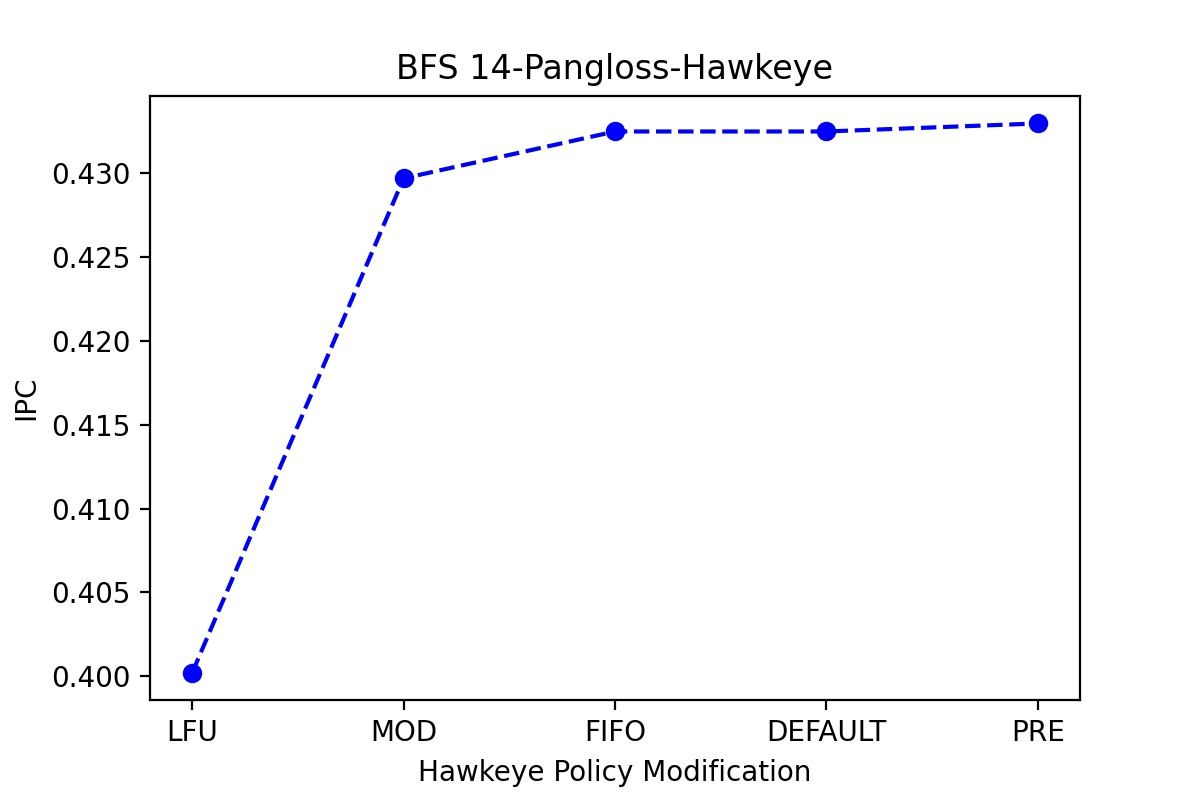 BFS 14-Pangloss-Hawkeye
0.430
0.425
0.420
0.415
0.410
0.405
0.400
IPC
LFU MOD FIFO DEFAULT PRE
Hawkeye Policy Modification